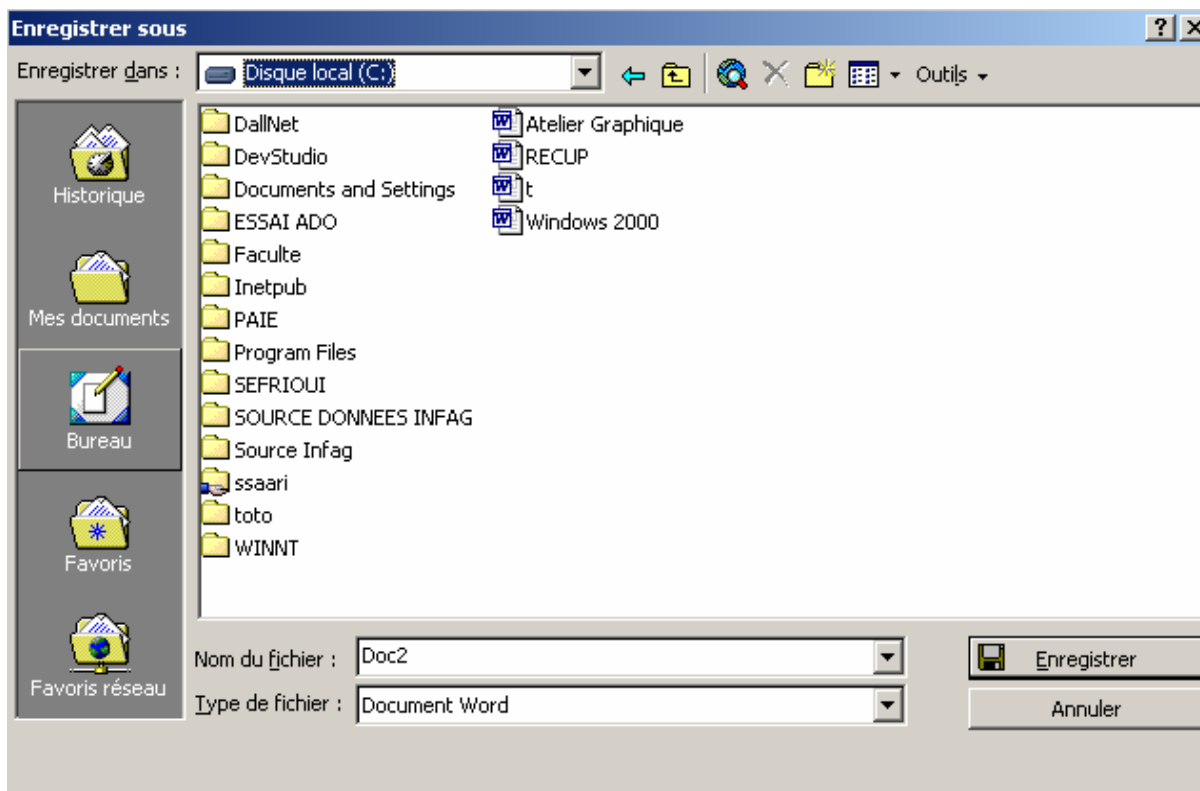 Enregistrer sous
Enregistrer dans :
Disque local (C:)
Outils
Historique
Mes documents
Bureau
Favoris
Favoris réseau
DallNet
DevStudio
Documents and Settings
ESSAI ADO
Faculte
Inetpub
PAIE
Program Files
SEFRIOUI
SOURCE DONNEES INFAG
Source Infag
ssaari
toto
WINNT
Atelier Graphique
RECUP
t
Windows 2000
Nom du fichier :
Doc2
Enregistrer
Type de fichier :
Document Word
Annuler